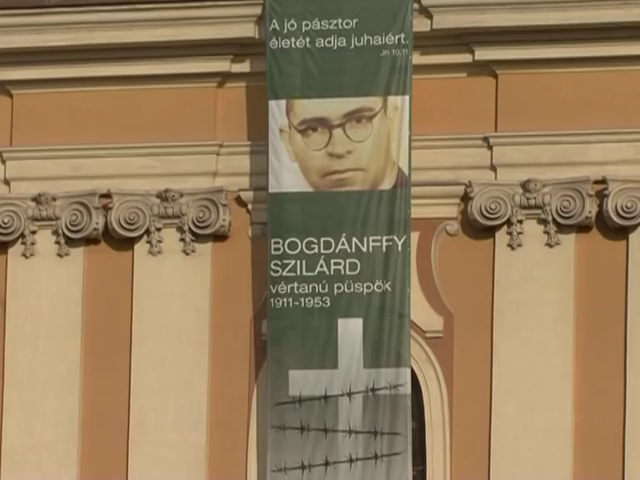 A jó pásztor
életét adja juhaiért.
Jn 10,11
BOGDÁNFFY
SZILÁRD
vértanú püspök
1911-1953